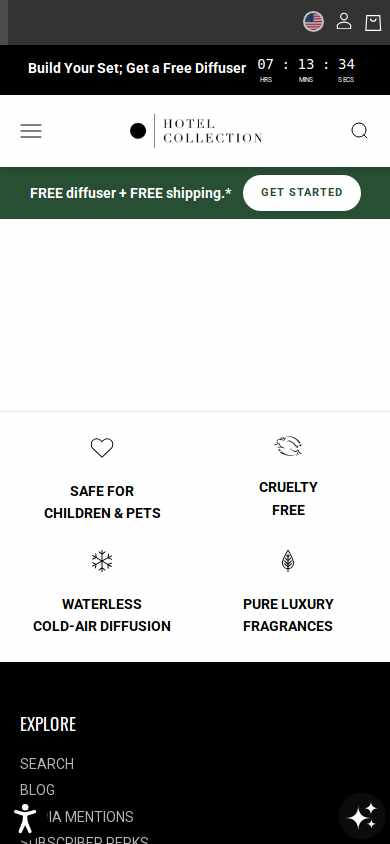 Build Your Set; Get a Free Diffuser 07 : 13 : 34
HRS MINS SECS
HOTEL
COLLECTION
FREE diffuser + FREE shipping.* GET STARTED
SAFE FOR
CHILDREN & PETS
CRUELTY
FREE
WATERLESS
COLD-AIR DIFFUSION
PURE LUXURY
FRAGRANCES
EXPLORE
SEARCH
BLOG
IA MENTIONS
SUBSCRIBER PERKS